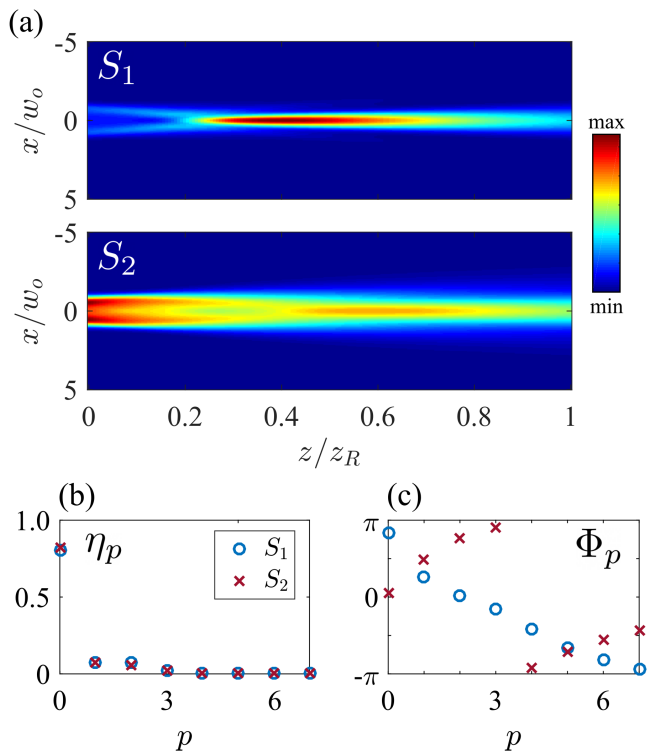 (a)
-5
S1
x/wo
0
5
max
min
-5
S2
x/wo
0
5
0 0.2 0.4 0.6 0.8 1
z/zR
(b) (c)
1.0
ηp
S1
S2
0.5
0
0 3 6
p
π
Φp
0
-π
0 3 6
p